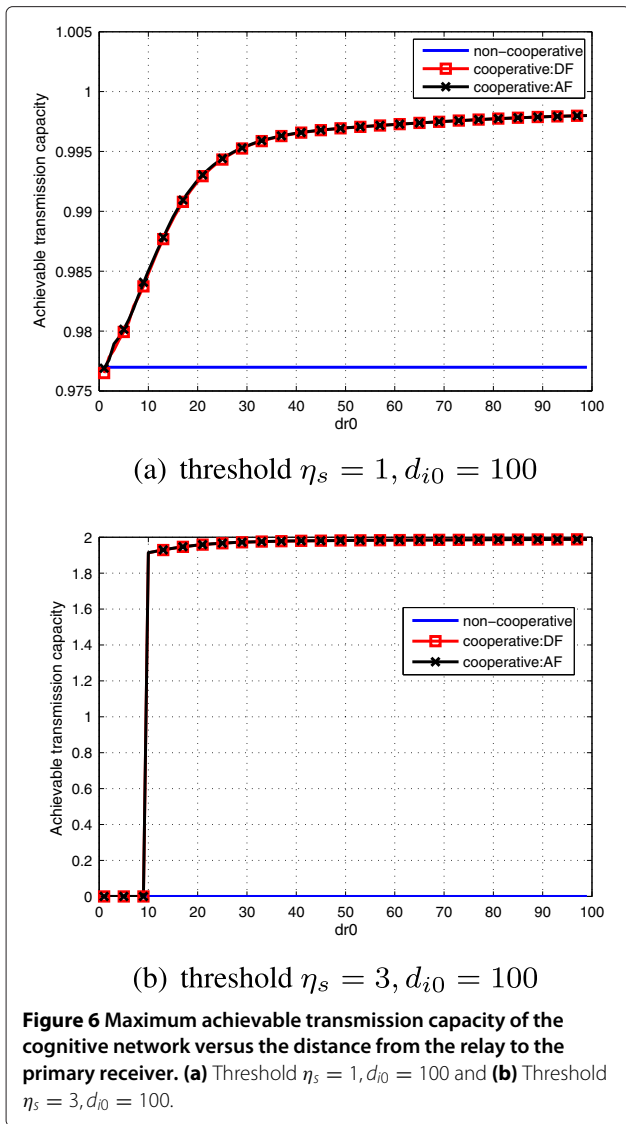 1.005
1
0.995
0.99
0.985
0.98
0.975
Achievable transmission capacity
non-cooperative
cooperative:DF
cooperative:AF
0 10 20 30 40 50 60 70 80 90 100
dr0
(a) threshold ηs = 1, di0 = 100
2
1.8
1.6
1.4
1.2
1
0.8
0.6
0.4
0.2
0
Achievable transmission capacity
non-cooperative
cooperative:DF
cooperative:AF
0 10 20 30 40 50 60 70 80 90 100
dr0
(b) threshold ηs = 3, di0 = 100
Figure 6 Maximum achievable transmission capacity of the
cognitive network versus the distance from the relay to the
primary receiver. (a) Threshold ηs = 1, di0 = 100 and (b) Threshold
ηs = 3, di0 = 100.